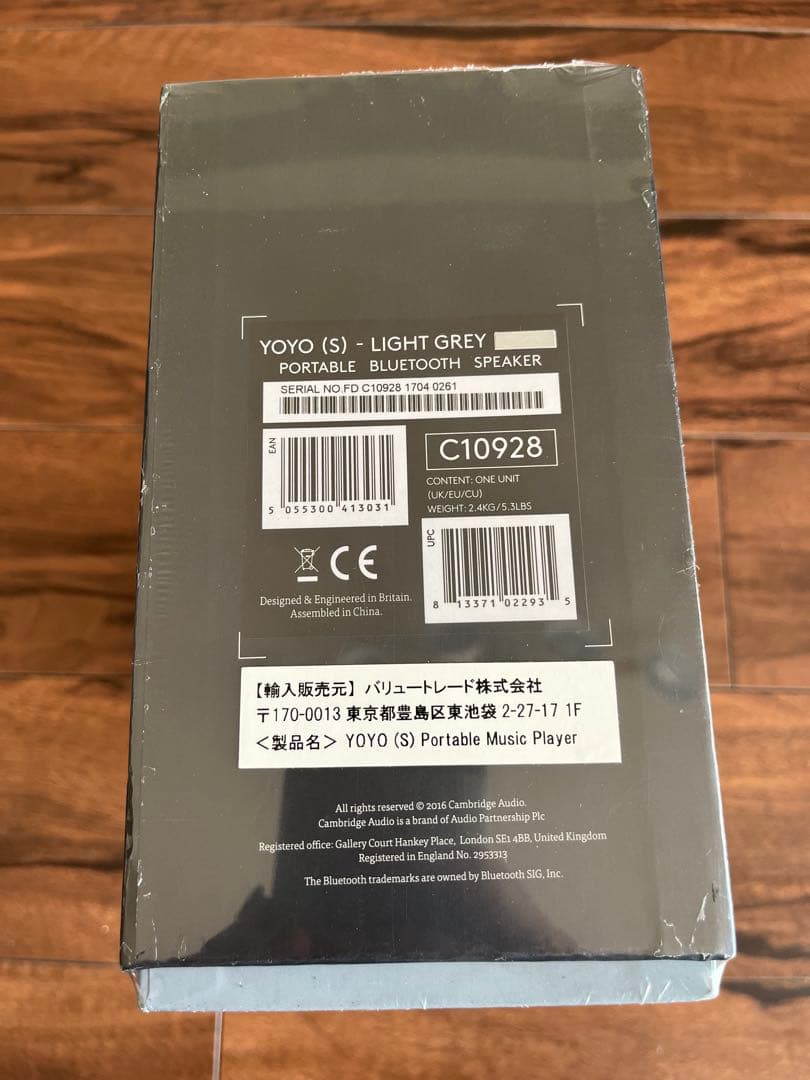 YOYO (S) - LIGHT GREY
PORTABLE BLUETOOTH SPEAKER
SERIAL NO.FD C10928 1704 0261
EAN
5 055300 413031
C10928
CONTENT: ONE UNIT
(UK/EU/CU)
WEIGHT: 2.4KG/5.3LBS
UPC
8 13371 02293 5
CE
Designed & Engineered in Britain.
Assembled in China.
【輸入販売元】バリュートレード株式会社
〒170-0013 東京都豊島区東池袋 2-27-17 1F
＜製品名＞ YOYO (S) Portable Music Player
All rights reserved © 2016 Cambridge Audio.
Cambridge Audio is a brand of Audio Partnership Plc
Registered office: Gallery Court Hankey Place, London SE1 4BB, United Kingdom
Registered in England No. 2953313
The Bluetooth trademarks are owned by Bluetooth SIG, Inc.